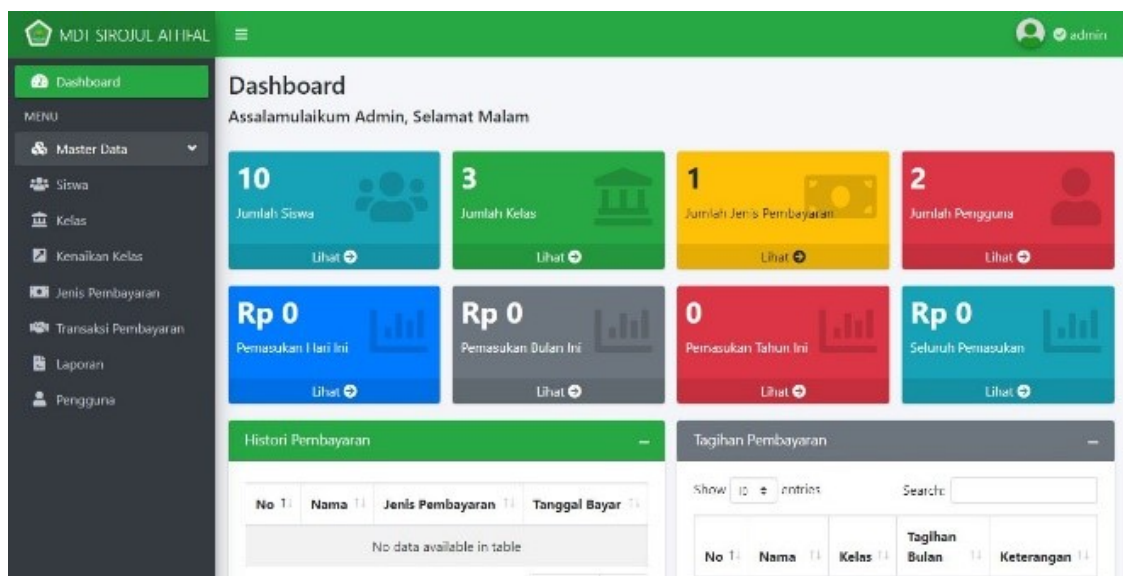 MDT SIROJUL ATHFAL
admin
Dashboard
MENU
Master Data
Siswa
Kelas
Kenaikan Kelas
Jenis Pembayaran
Transaksi Pembayaran
Laporan
Pengguna
Dashboard
Assalamulaikum Admin, Selamat Malam
10
Jumlah Siswa
Lihat
3
Jumlah Kelas
Lihat
1
Jumlah Jenis Pembayaran
Lihat
2
Jumlah Pengguna
Lihat
Rp 0
Pemasukan Hari Ini
Lihat
Rp 0
Pemasukan Bulan Ini
Lihat
0
Pemasukan Tahun Ini
Lihat
Rp 0
Seluruh Pemasukan
Lihat
Histori Pembayaran
No Nama Jenis Pembayaran Tanggal Bayar
No data available in table
Tagihan Pembayaran
Show 10 entries Search:
No Nama Kelas Tagihan Bulan Keterangan